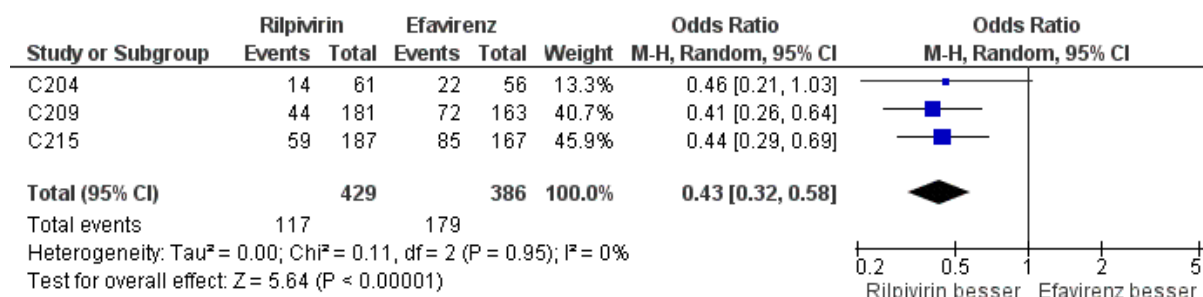 Rilpivirin Efavirenz Odds Ratio Odds Ratio
Study or Subgroup Events Total Events Total Weight M-H, Random, 95% CI M-H, Random, 95% CI
C204 14 61 22 56 13.3% 0.46 [0.21, 1.03]
C209 44 181 72 163 40.7% 0.41 [0.26, 0.64]
C215 59 187 85 167 45.9% 0.44 [0.29, 0.69]
Total (95% CI) 429 386 100.0% 0.43 [0.32, 0.58]
Total events 117 179
Heterogeneity: Tau² = 0.00; Chi² = 0.11, df = 2 (P = 0.95); I² = 0%
Test for overall effect: Z = 5.64 (P < 0.00001)
0.2 0.5 1 2 5
Rilpivirin besser Efavirenz besser